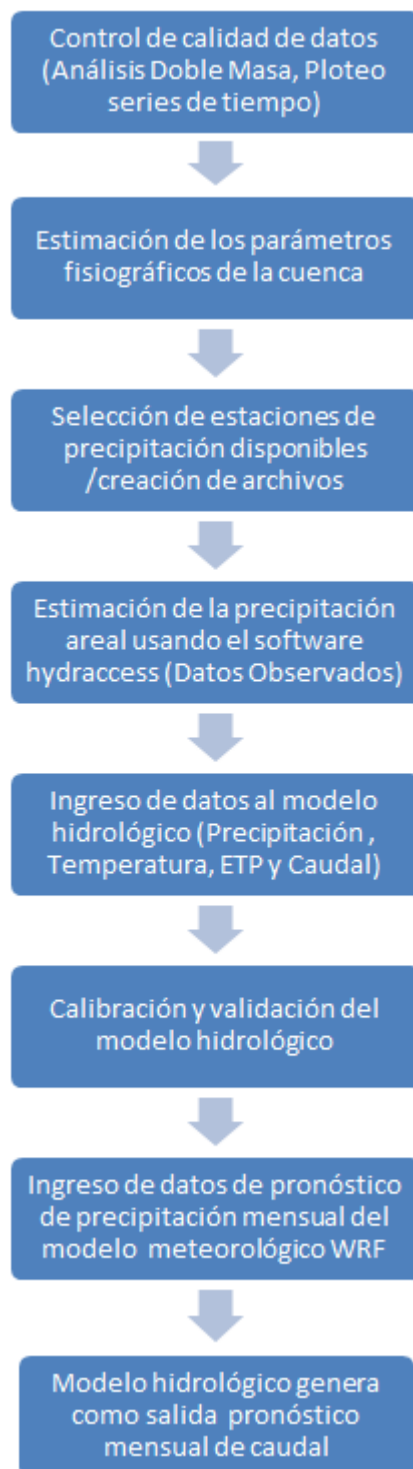 Control de calidad de datos
(Análisis Doble Masa, Ploteo
series de tiempo)
Estimación de los parámetros
fisiográficos de la cuenca
Selección de estaciones de
precipitación disponibles
/creación de archivos
Estimación de la precipitación
areal usando el software
hydraccess (Datos Observados)
Ingreso de datos al modelo
hidrológico (Precipitación ,
Temperatura, ETP y Caudal)
Calibración y validación del
modelo hidrológico
Ingreso de datos de pronóstico
de precipitación mensual del
modelo meteorológico WRF
Modelo hidrológico genera
como salida pronóstico
mensual de caudal